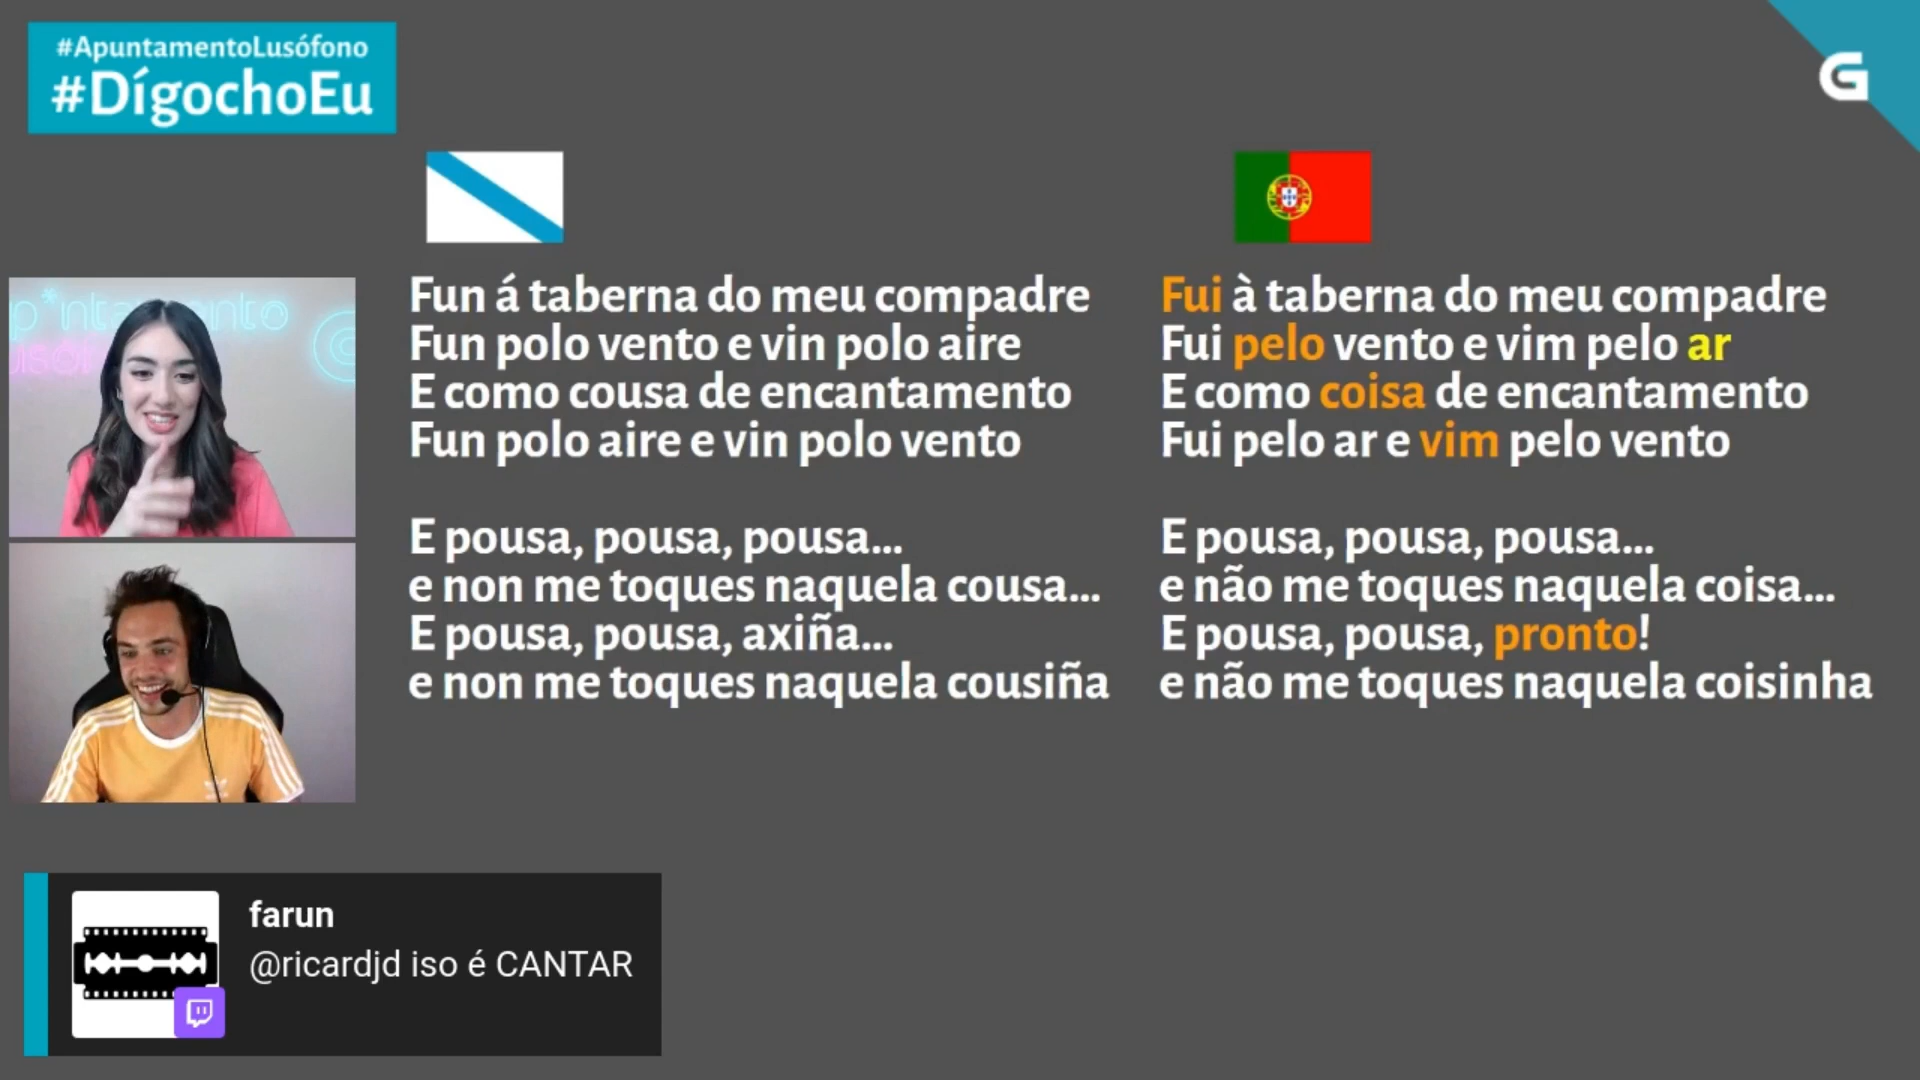 #ApuntamentoLusófono
#DígochoEu
G
Fun á taberna do meu compadre
Fun polo vento e vin polo aire
E como cousa de encantamento
Fun polo aire e vin polo vento
E pousa, pousa, pousa...
e non me toques naquela cousa...
E pousa, pousa, axiña...
e non me toques naquela cousiña
Fui à taberna do meu compadre
Fui pelo vento e vim pelo ar
E como coisa de encantamento
Fui pelo ar e vim pelo vento
E pousa, pousa, pousa...
e não me toques naquela coisa...
E pousa, pousa, pronto!
e não me toques naquela coisinha
farun
@ricardjd iso é CANTAR